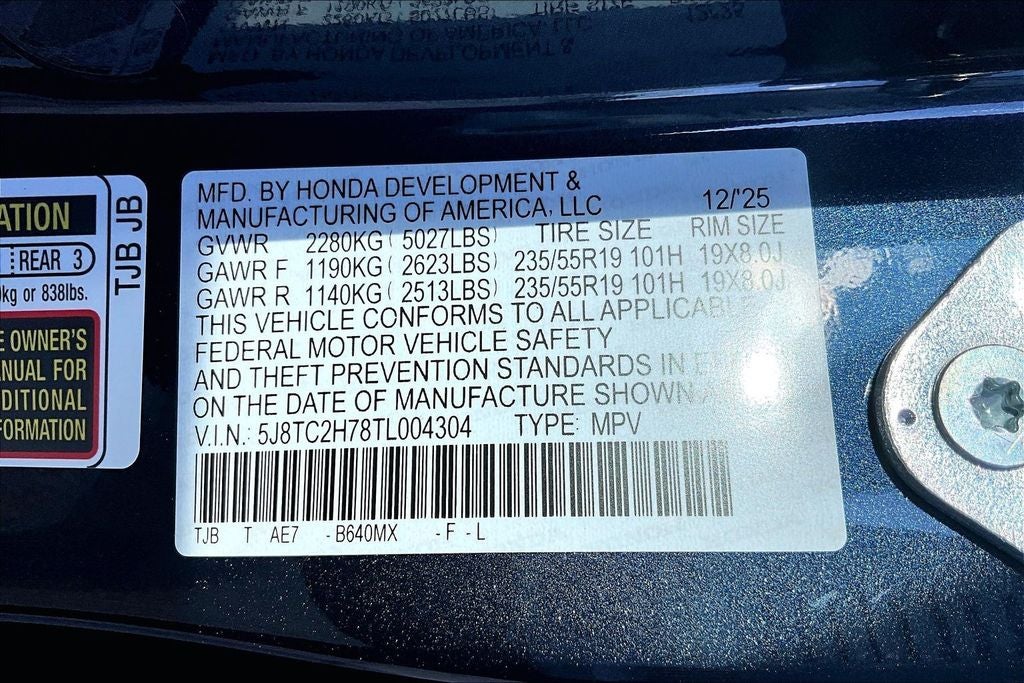 ATION
REAR 3
kg or 838lbs.
E OWNER'S
NUAL FOR
DITIONAL
FORMATION
TJB JB
MFD. BY HONDA DEVELOPMENT &
MANUFACTURING OF AMERICA, LLC 12/'25
GVWR 2280KG ( 5027LBS) TIRE SIZE RIM SIZE
GAWR F 1190KG ( 2623LBS) 235/55R19 101H 19X8.0J
GAWR R 1140KG ( 2513LBS) 235/55R19 101H 19X8.0J
THIS VEHICLE CONFORMS TO ALL APPLICABLE
FEDERAL MOTOR VEHICLE SAFETY
AND THEFT PREVENTION STANDARDS IN
ON THE DATE OF MANUFACTURE SHOWN
V.I.N.: 5J8TC2H78TL004304 TYPE: MPV
TJB T AE7 -B640MX -F -L